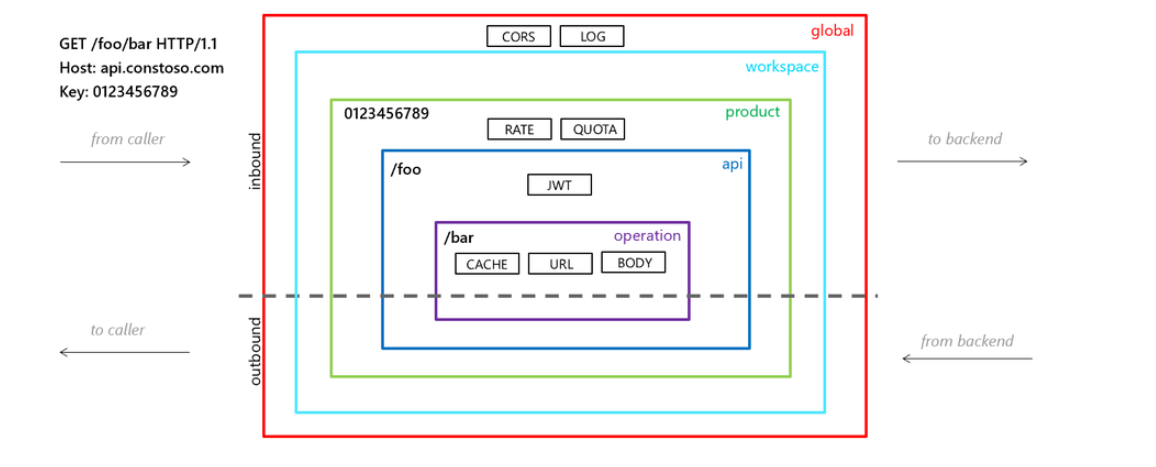 GET /foo/bar HTTP/1.1
Host: api.constoso.com
Key: 0123456789
from caller
to caller
inbound
outbound
global
CORS LOG
workspace
product
0123456789
RATE QUOTA
api
/foo
JWT
operation
/bar
CACHE URL BODY
to backend
from backend